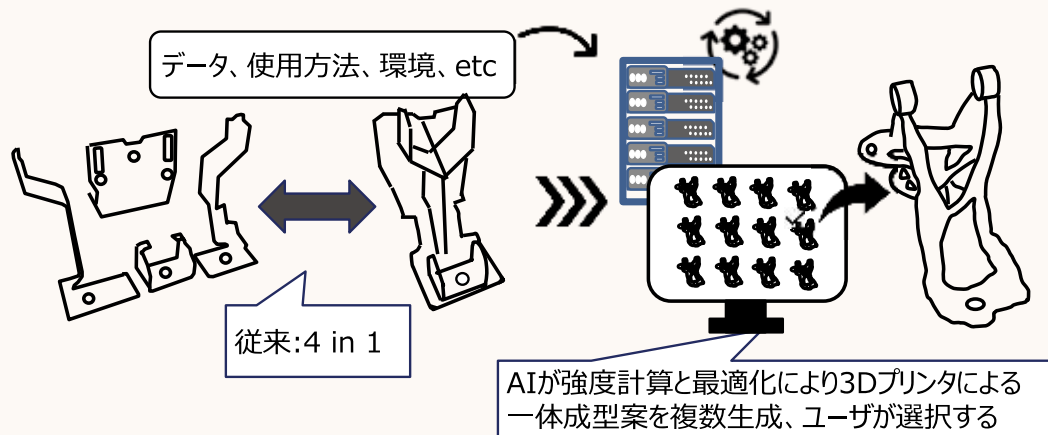 データ、使用方法、環境、etc
従来:4 in 1
AIが強度計算と最適化により3Dプリンタによる
一体成型案を複数生成、ユーザが選択する